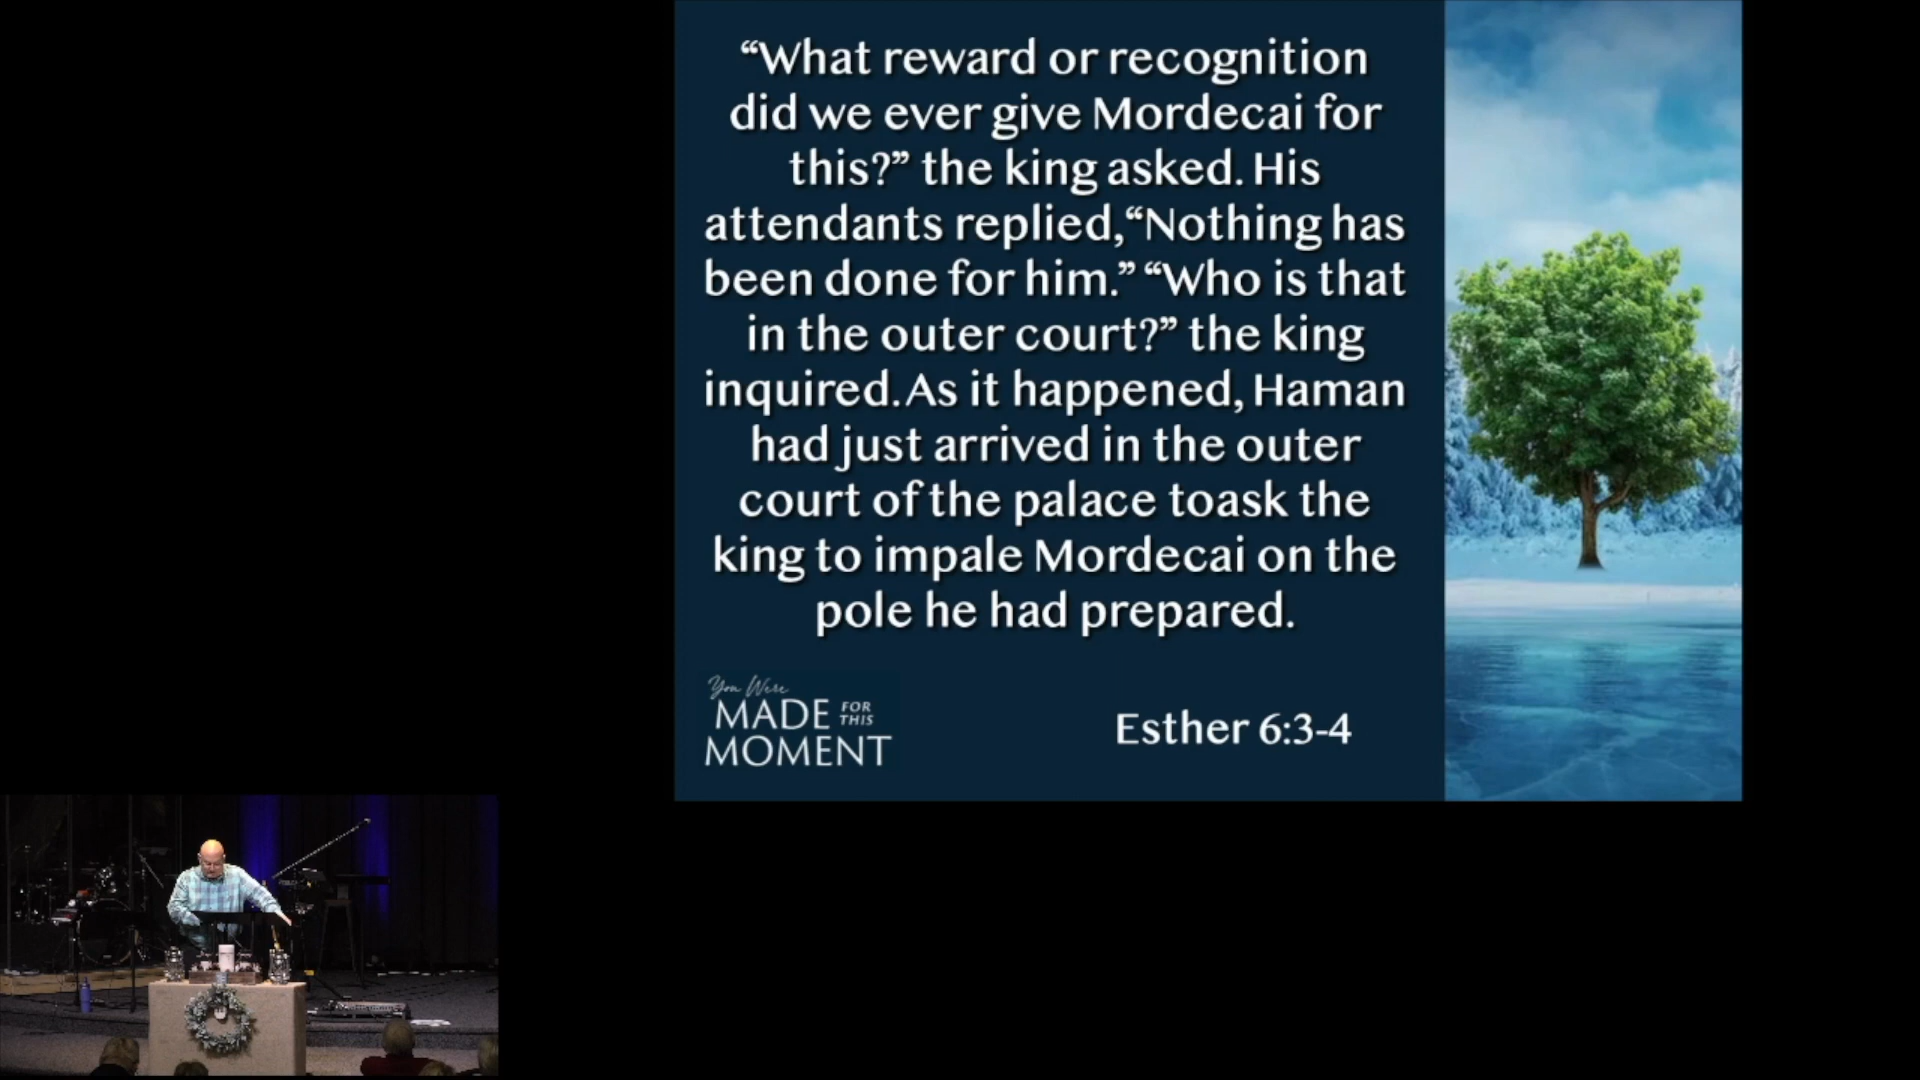 “What reward or recognition
did we ever give Mordecai for
this?” the king asked. His
attendants replied,“Nothing has
been done for him.” “Who is that
in the outer court?” the king
inquired. As it happened, Haman
had just arrived in the outer
court of the palace toask the
king to impale Mordecai on the
pole he had prepared.
You Were
MADE FOR THIS
MOMENT
Esther 6:3-4